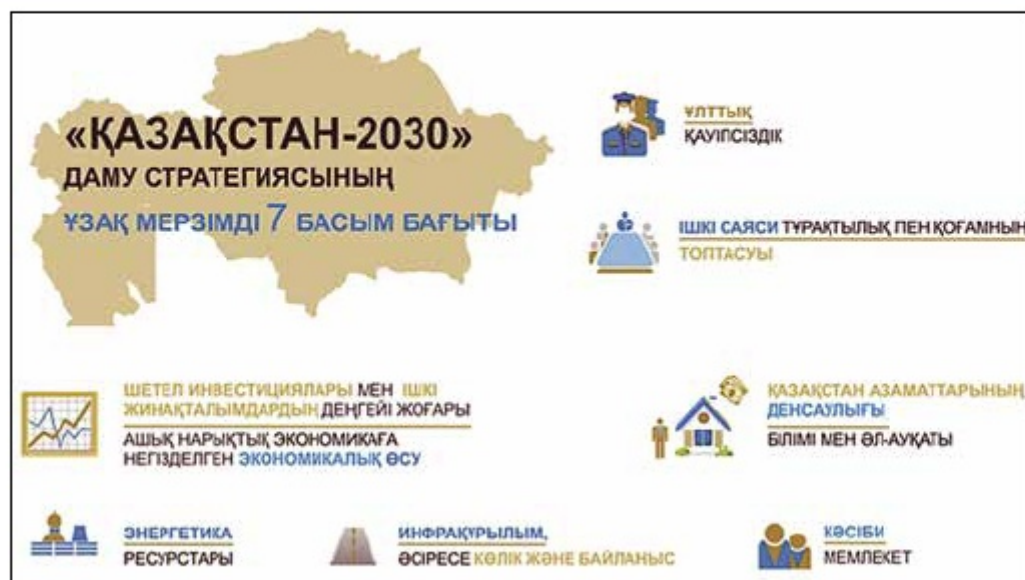 «ҚАЗАҚСТАН-2030»
ДАМУ СТРАТЕГИЯСЫНЫҢ
ҰЗАҚ МЕРЗІМДІ 7 БАСЫМ БАҒЫТЫ
ҰЛТТЫҚ
ҚАУІПСІЗДІК
ІШКІ САЯСИ ТҰРАҚТЫЛЫҚ ПЕН ҚОҒАМНЫҢ
ТОПТАСУЫ
ШЕТЕЛ ИНВЕСТИЦИЯЛАРЫ МЕН ІШКІ
ЖИНАҚТАЛЫМДАРДЫҢ ДЕҢГЕЙІ ЖОҒАРЫ
АШЫҚ НАРЫҚТЫҚ ЭКОНОМИКАҒА
НЕГІЗДЕЛГЕН ЭКОНОМИКАЛЫҚ ӨСУ
ҚАЗАҚСТАН АЗАМАТТАРЫНЫҢ
ДЕНСАУЛЫҒЫ
БІЛІМІ МЕН ӘЛ-АУҚАТЫ
ЭНЕРГЕТИКА
РЕСУРСТАРЫ
ИНФРАҚҰРЫЛЫМ,
ӘСІРЕСЕ КӨЛІК ЖӘНЕ БАЙЛАНЫС
КӘСІБИ
МЕМЛЕКЕТ